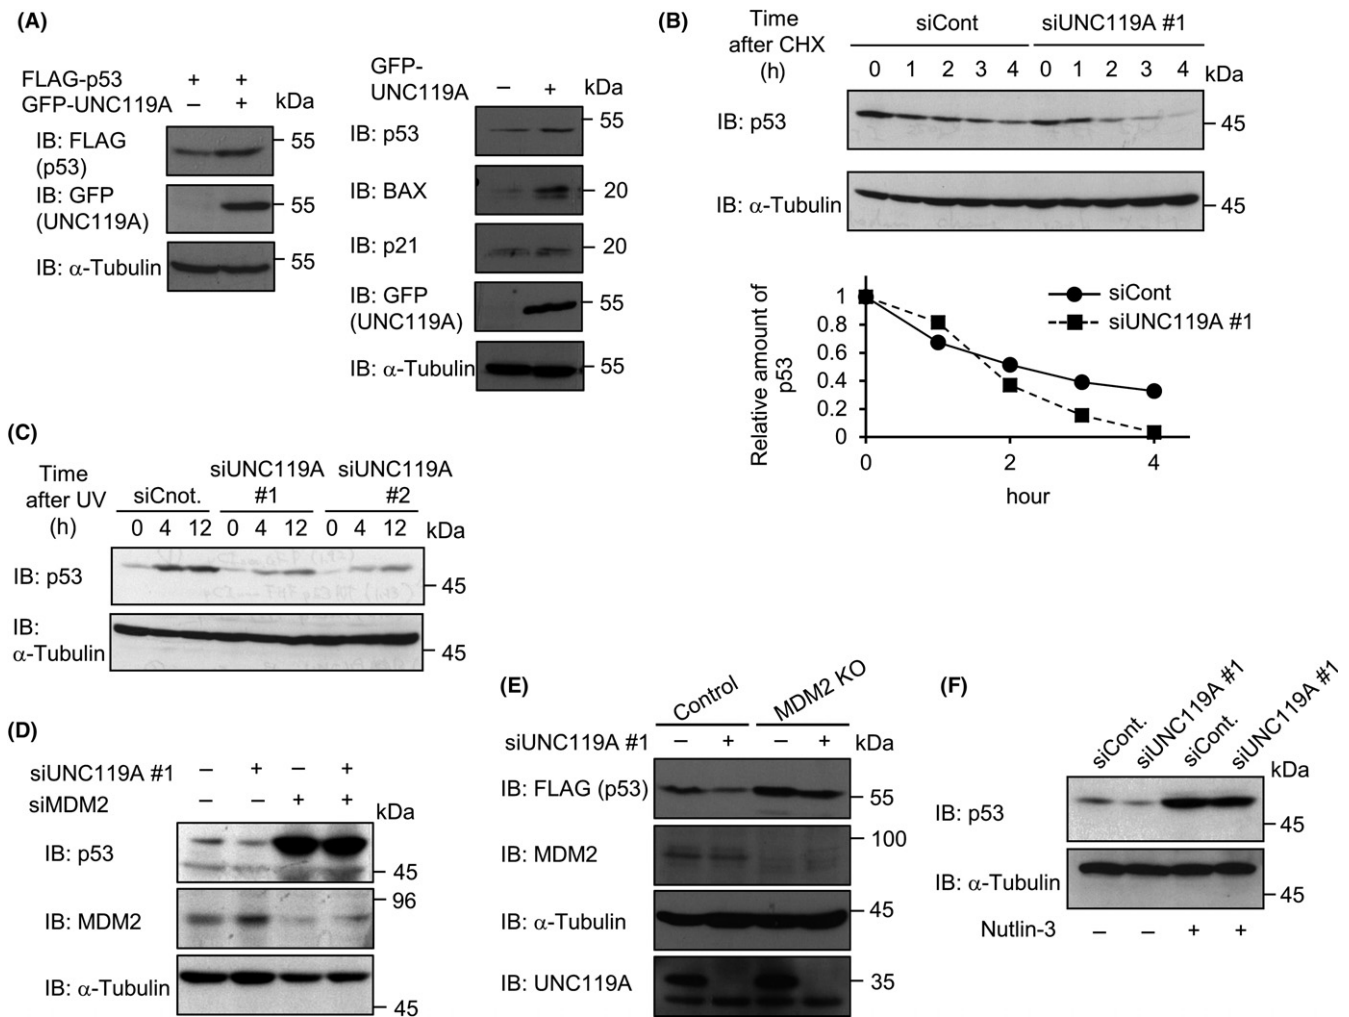 (A)
FLAG-p53 + +
GFP-UNC119A – + kDa
IB: FLAG
(p53)
55
IB: GFP
(UNC119A)
55
IB: α-Tubulin
55
GFP-
UNC119A – + kDa
IB: p53
55
IB: BAX
20
IB: p21
20
IB: GFP
(UNC119A)
55
IB: α-Tubulin
55
(B)
Time
after CHX
(h)
siCont siUNC119A #1
0 1 2 3 4 0 1 2 3 4 kDa
IB: p53
45
IB: α-Tubulin
45
Relative amount of
p53
1
0.8
0.6
0.4
0.2
0
0 2 4
hour
siCont
siUNC119A #1
(C)
Time
after UV
(h)
siCnot.
siUNC119A
#1
siUNC119A
#2
0 4 12 0 4 12 0 4 12 kDa
IB: p53
45
IB:
α-Tubulin
45
(D)
siUNC119A #1 – + – +
siMDM2 – – + + kDa
IB: p53
45
96
IB: MDM2
IB: α-Tubulin
45
(E)
Control MDM2 KO
siUNC119A #1 – + – + kDa
IB: FLAG (p53)
55
100
IB: MDM2
IB: α-Tubulin
45
IB: UNC119A
35
(F)
siCont.
siUNC119A #1
siCont.
siUNC119A #1
kDa
IB: p53
45
IB: α-Tubulin
45
Nutlin-3 – – + +